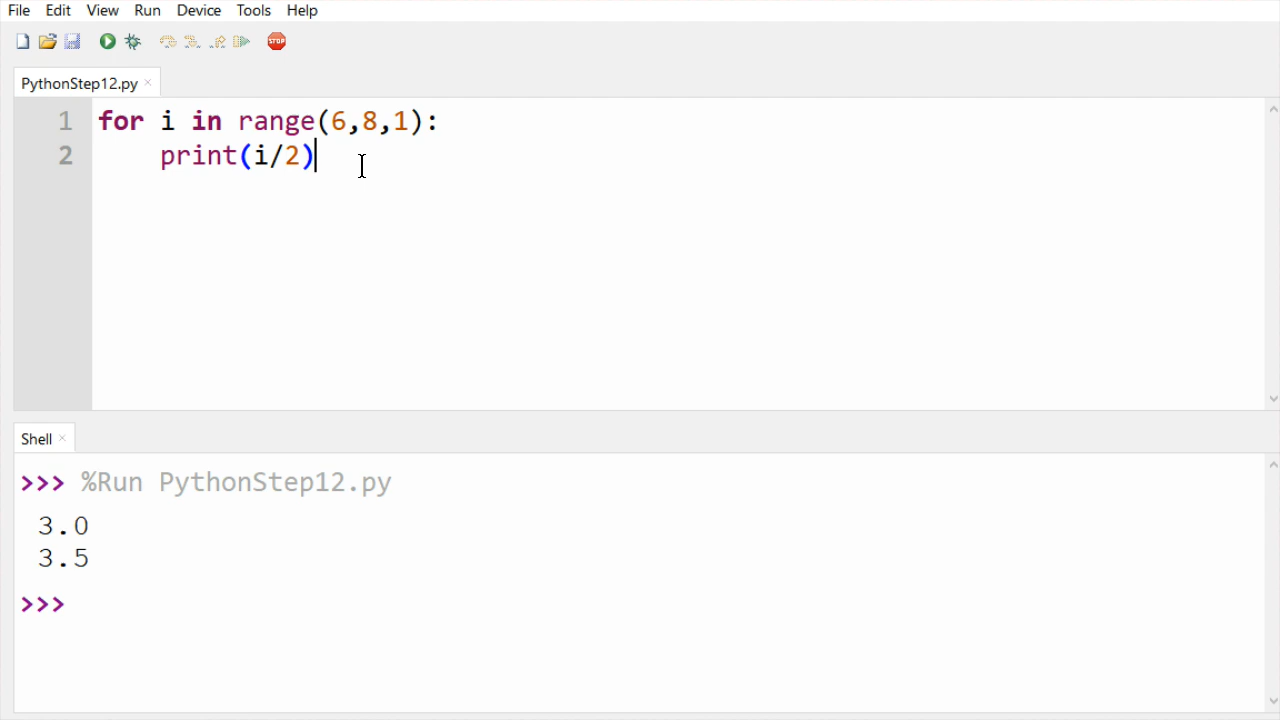 File Edit View Run Device Tools Help
STOP
PythonStep12.py ×
1 for i in range(6,8,1):
2     print(i/2)
Shell ×
>>> %Run PythonStep12.py
3.0
3.5
>>>